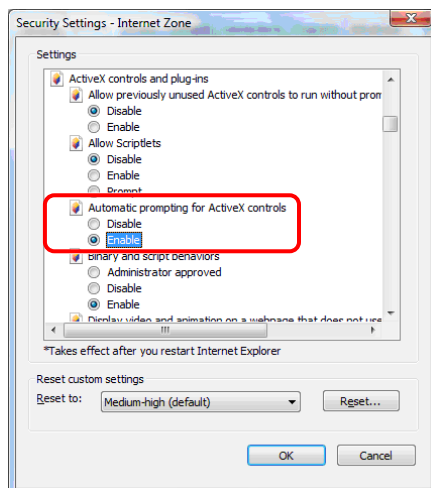 Security Settings - Internet Zone
Settings
ActiveX controls and plug-ins
Allow previously unused ActiveX controls to run without prom
Disable
Enable
Allow Scriptlets
Disable
Enable
Prompt
Automatic prompting for ActiveX controls
Disable
Enable
Binary and script behaviors
Administrator approved
Disable
Enable
Display video and animation on a webpage that does not use
*Takes effect after you restart Internet Explorer
Reset custom settings
Reset to: Medium-high (default) Reset...
OK Cancel